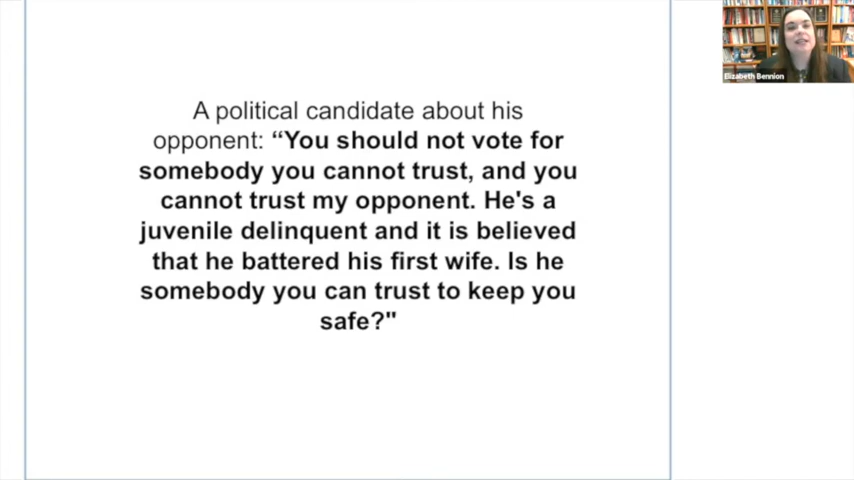 A political candidate about his
opponent: “You should not vote for
somebody you cannot trust, and you
cannot trust my opponent. He's a
juvenile delinquent and it is believed
that he battered his first wife. Is he
somebody you can trust to keep you
safe?"
Elizabeth Bennion